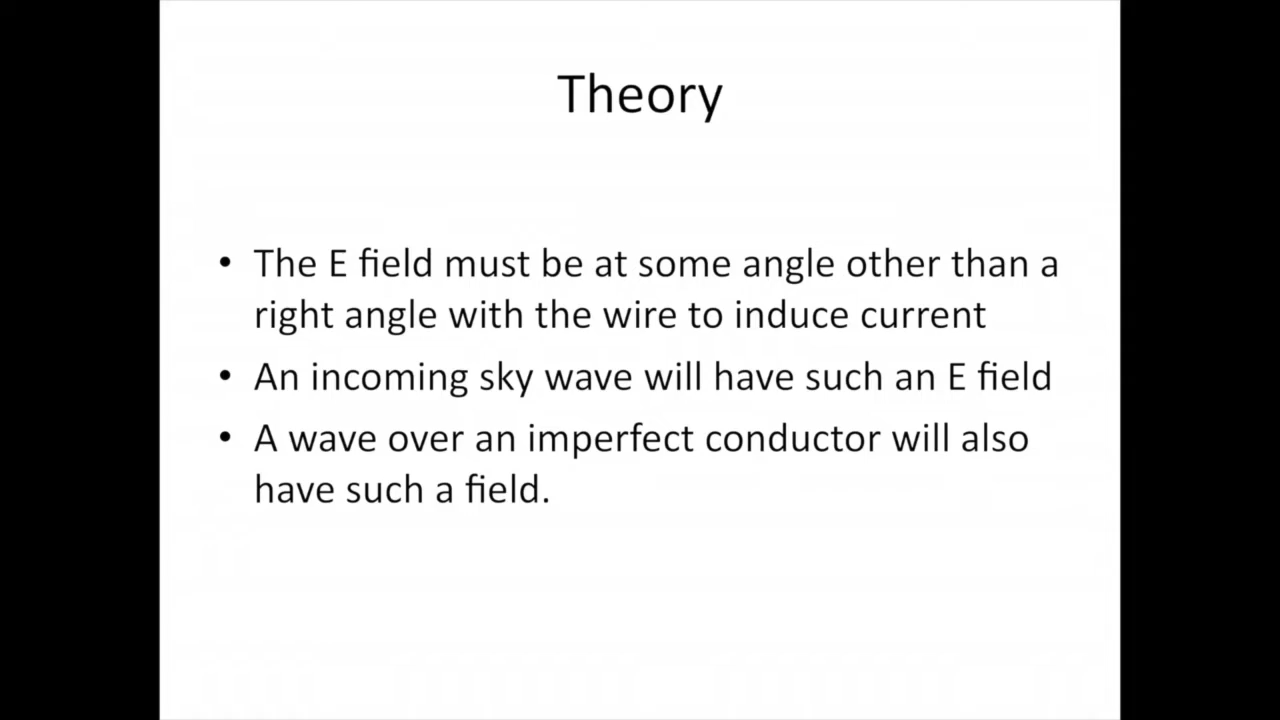 Theory
• The E field must be at some angle other than a
right angle with the wire to induce current
• An incoming sky wave will have such an E field
• A wave over an imperfect conductor will also
have such a field.